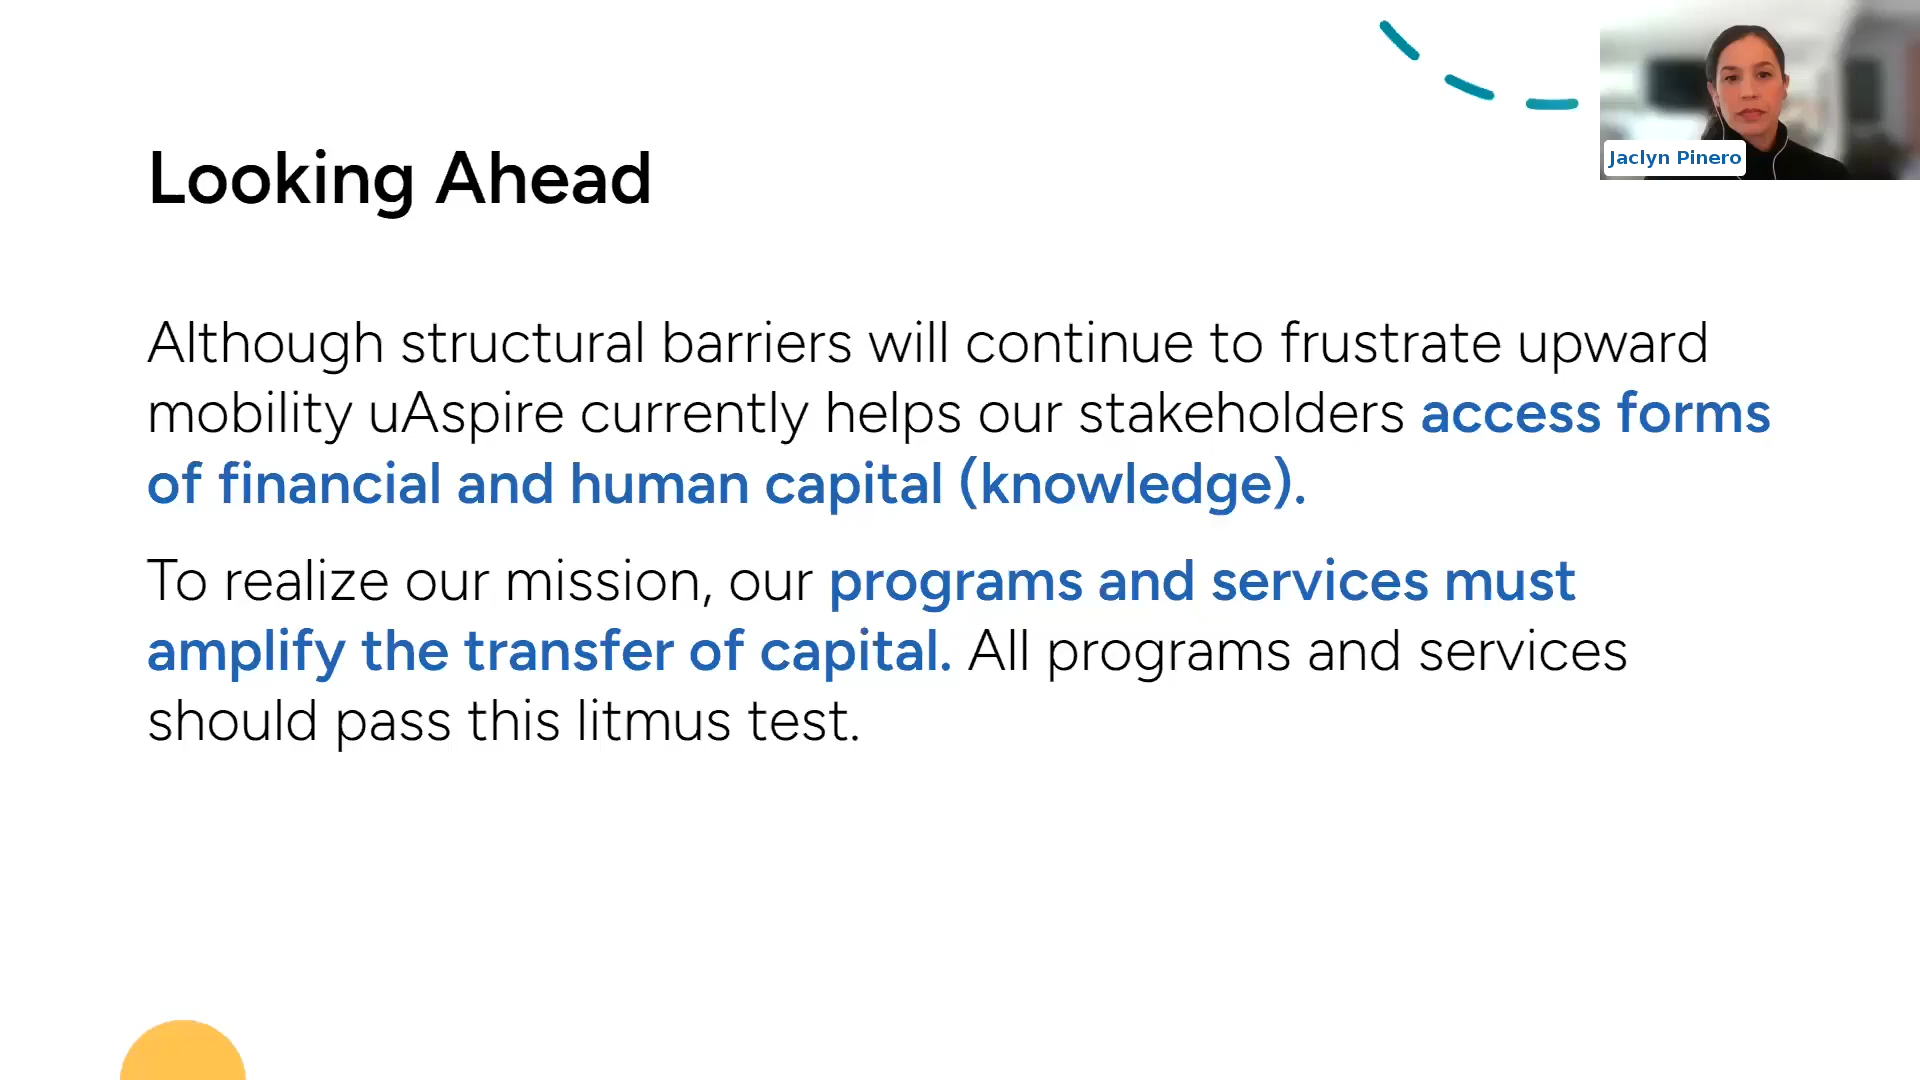 Jaclyn Pinero
Looking Ahead
Although structural barriers will continue to frustrate upward
mobility uAspire currently helps our stakeholders access forms
of financial and human capital (knowledge).
To realize our mission, our programs and services must
amplify the transfer of capital. All programs and services
should pass this litmus test.